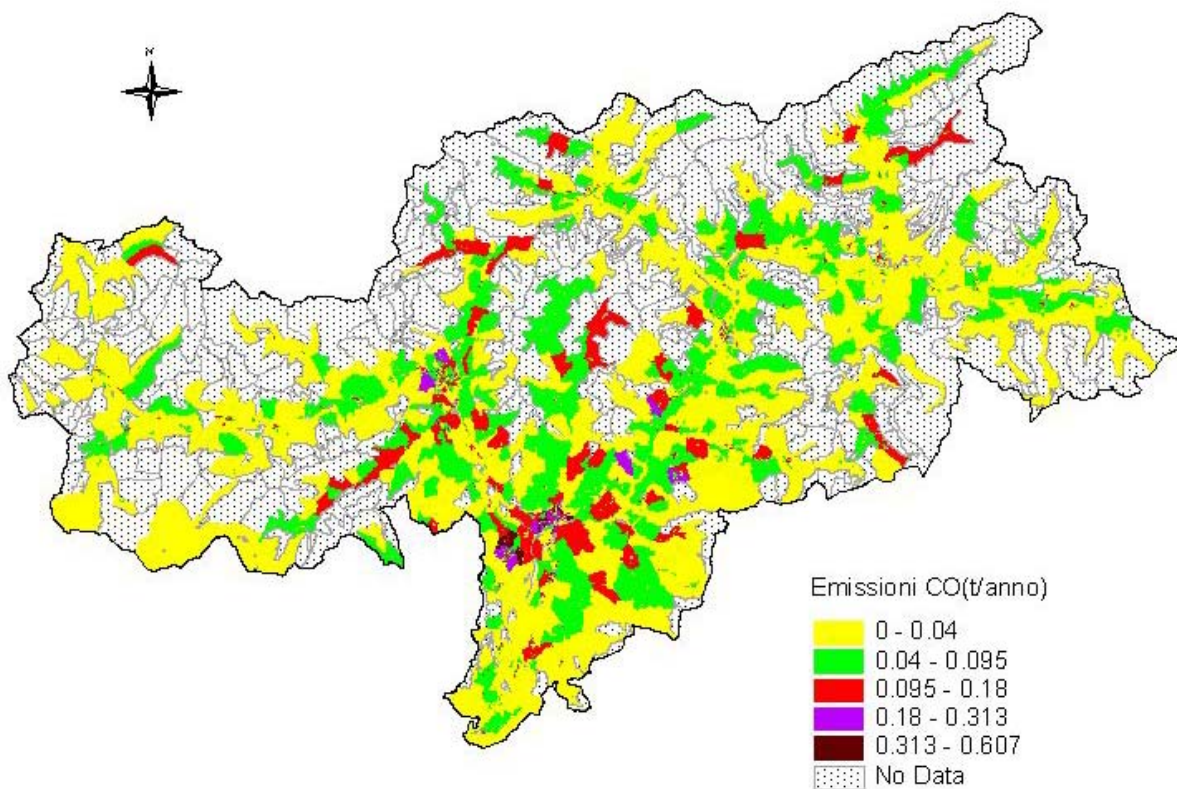 N
Emissioni CO(t/anno)
0 - 0.04
0.04 - 0.095
0.095 - 0.18
0.18 - 0.313
0.313 - 0.607
No Data